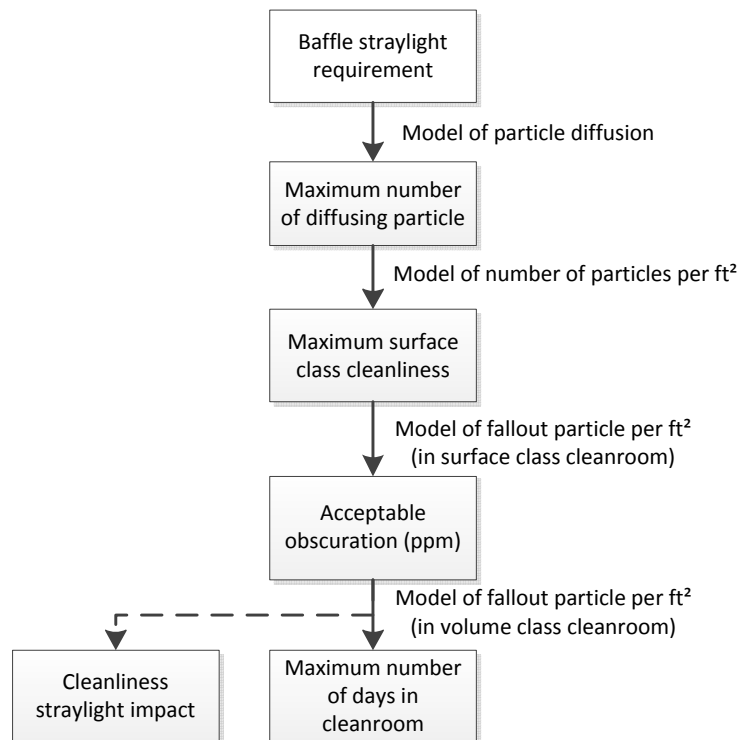 Baffle straylight
requirement
Model of particle diffusion
Maximum number
of diffusing particle
Model of number of particles per ft²
Maximum surface
class cleanliness
Model of fallout particle per ft²
(in surface class cleanroom)
Acceptable
obscuration (ppm)
Model of fallout particle per ft²
(in volume class cleanroom)
Cleanliness
straylight impact
Maximum number
of days in
cleanroom